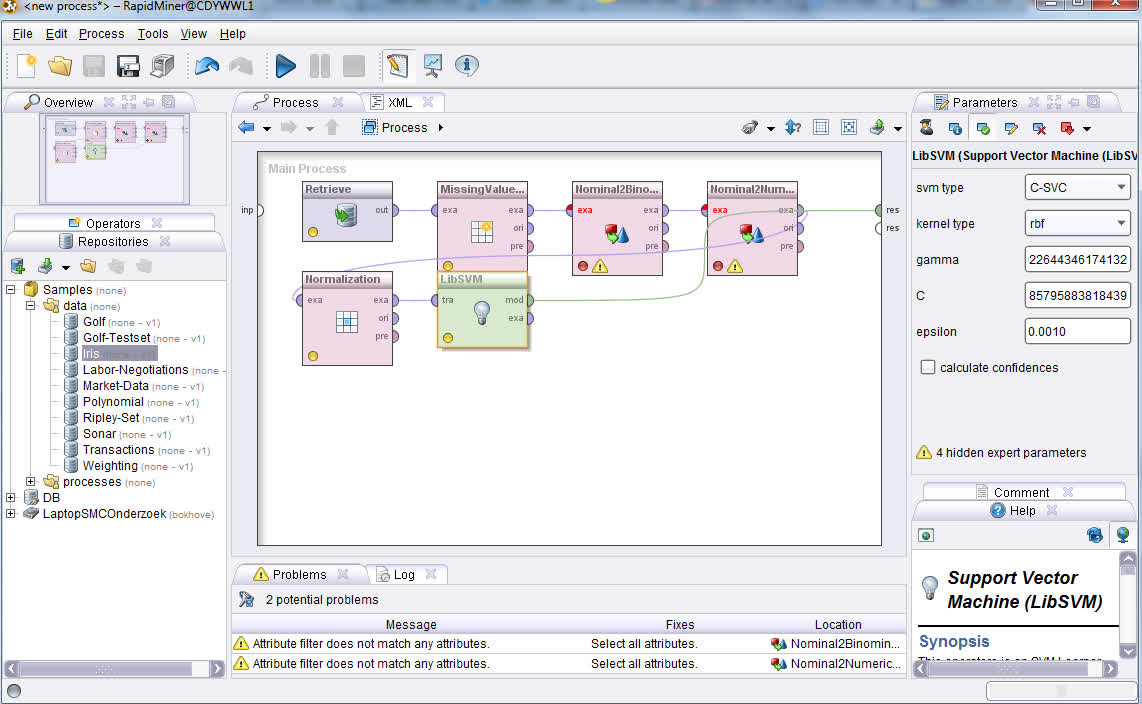 <new process*> – RapidMiner@CDYWWL1
File Edit Process Tools View Help
Overview
Process
XML
Parameters
Process
Main Process
inp
Retrieve
out
MissingValue...
exa exa
ori
pre
Nominal2Bino...
exa exa
ori
pre
Nominal2Num...
exa exa
ori
pre
res
res
Normalization
exa exa
ori
pre
LibSVM
tra mod
exa
Operators
Repositories
Samples (none)
data (none)
Golf (none - v1)
Golf-Testset (none - v1)
Iris (none - v1)
Labor-Negotiations (none -
Market-Data (none - v1)
Polynomial (none - v1)
Ripley-Set (none - v1)
Sonar (none - v1)
Transactions (none - v1)
Weighting (none - v1)
processes (none)
DB
LaptopSMCOnderzoek (bokhove)
LibSVM (Support Vector Machine (LibSV
svm type C-SVC
kernel type rbf
gamma 22644346174132
C 85795883818439
epsilon 0.0010
calculate confidences
4 hidden expert parameters
Comment
Help
Support Vector
Machine (LibSVM)
Synopsis
This operator is an SVM Learner
Problems
Log
2 potential problems
Message Fixes Location
Attribute filter does not match any attributes. Select all attributes. Nominal2Binomin...
Attribute filter does not match any attributes. Select all attributes. Nominal2Numeric...